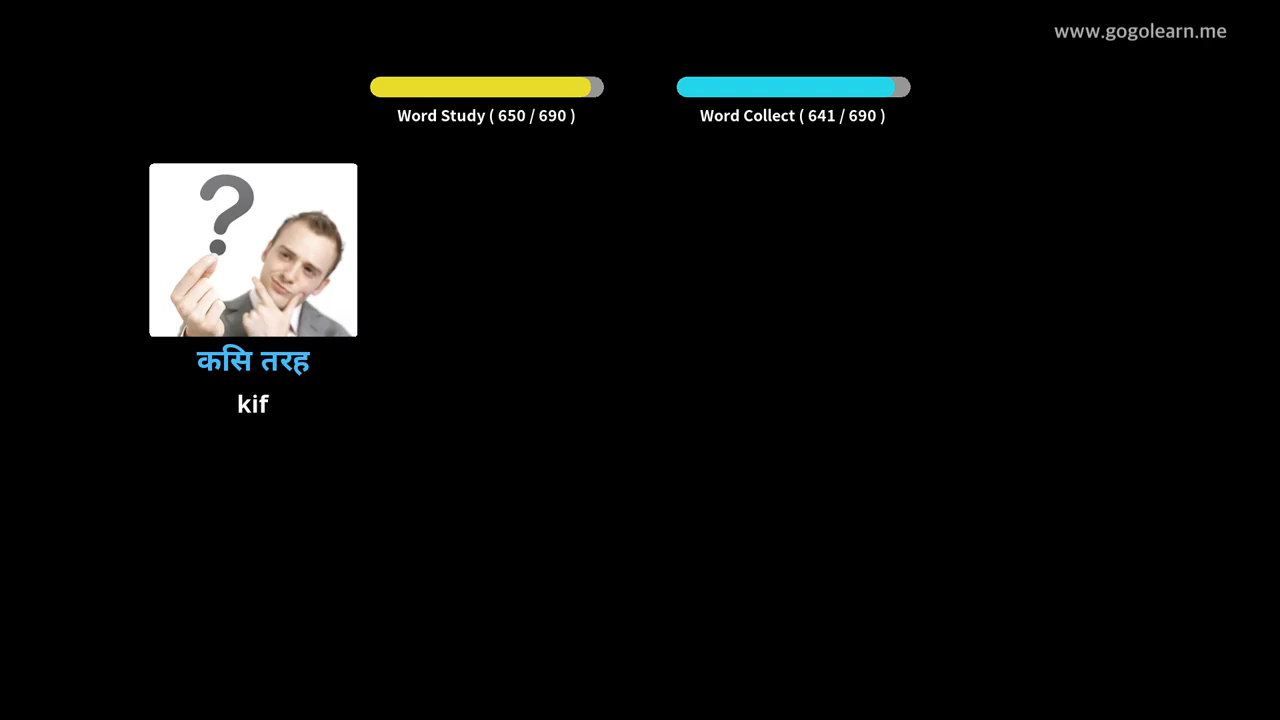 www.gogolearn.me
Word Study ( 650 / 690 )
Word Collect ( 641 / 690 )
?
कसि तरह
kif